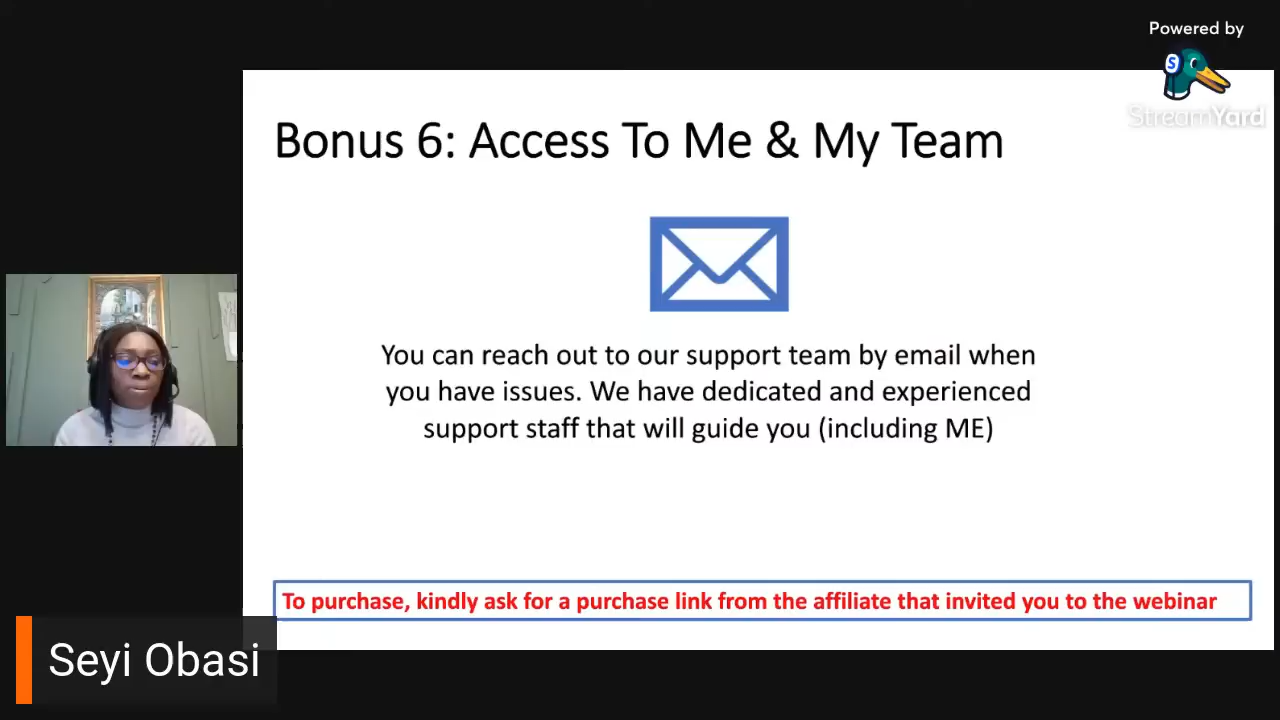 Powered by
StreamYard
Bonus 6: Access To Me & My Team
You can reach out to our support team by email when
you have issues. We have dedicated and experienced
support staff that will guide you (including ME)
To purchase, kindly ask for a purchase link from the affiliate that invited you to the webinar
Seyi Obasi